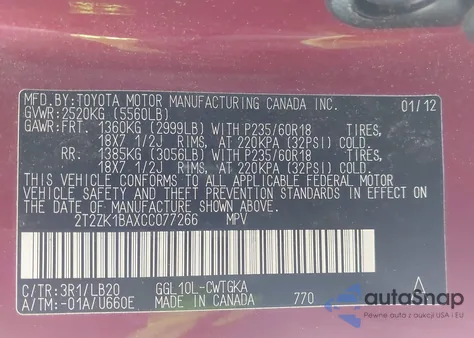 MFD.BY:TOYOTA MOTOR MANUFACTURING CANADA INC. 01/12
GVWR:2520KG (5560LB)
GAWR:FRT. 1360KG (2999LB) WITH P235/60R18 TIRES,
18X7 1/2J RIMS, AT 220KPA (32PSI) COLD.
RR. 1385KG (3056LB) WITH P235/60R18 TIRES,
18X7 1/2J RIMS, AT 220KPA (32PSI) COLD.
THIS VEHICLE CONFORMS TO ALL APPLICABLE FEDERAL MOTOR
VEHICLE SAFETY AND THEFT PREVENTION STANDARDS IN EFFECT ON
THE DATE OF MANUFACTURE SHOWN ABOVE.
2T2ZK1BAXCC077266 MPV
C/TR:3R1/LB20 GGL10L-CWTGKA
A/TM:-01A/U660E MADE IN CANADA 770
autoSnap
Pewne auto z USA i EU